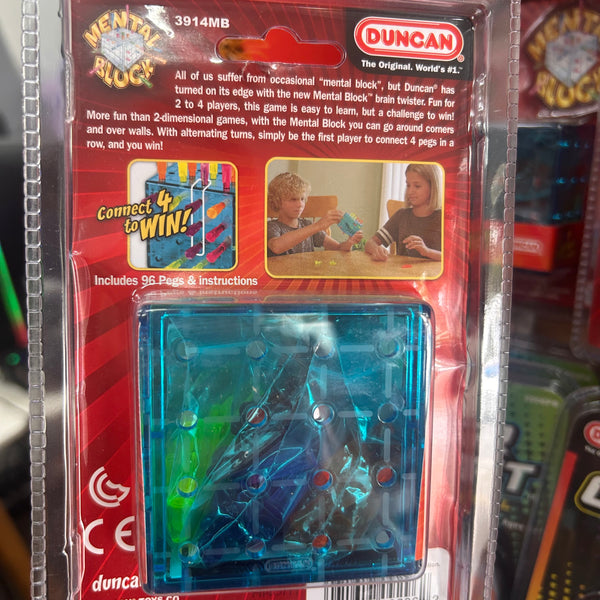 MENTAL BLOCK
3914MB
DUNCAN
The Original. World's #1.™
All of us suffer from occasional "mental block", but Duncan® has
turned on its edge with the new Mental Block™ brain twister. Fun for
2 to 4 players, this game is easy to learn, but a challenge to win!
More fun than 2-dimensional games, with the Mental Block you can go around corners
and over walls. With alternating turns, simply be the first player to connect 4 pegs in a
row, and you win!
Connect 4
to WIN!
Includes 96 Pegs & instructions
CE
DUNCAN